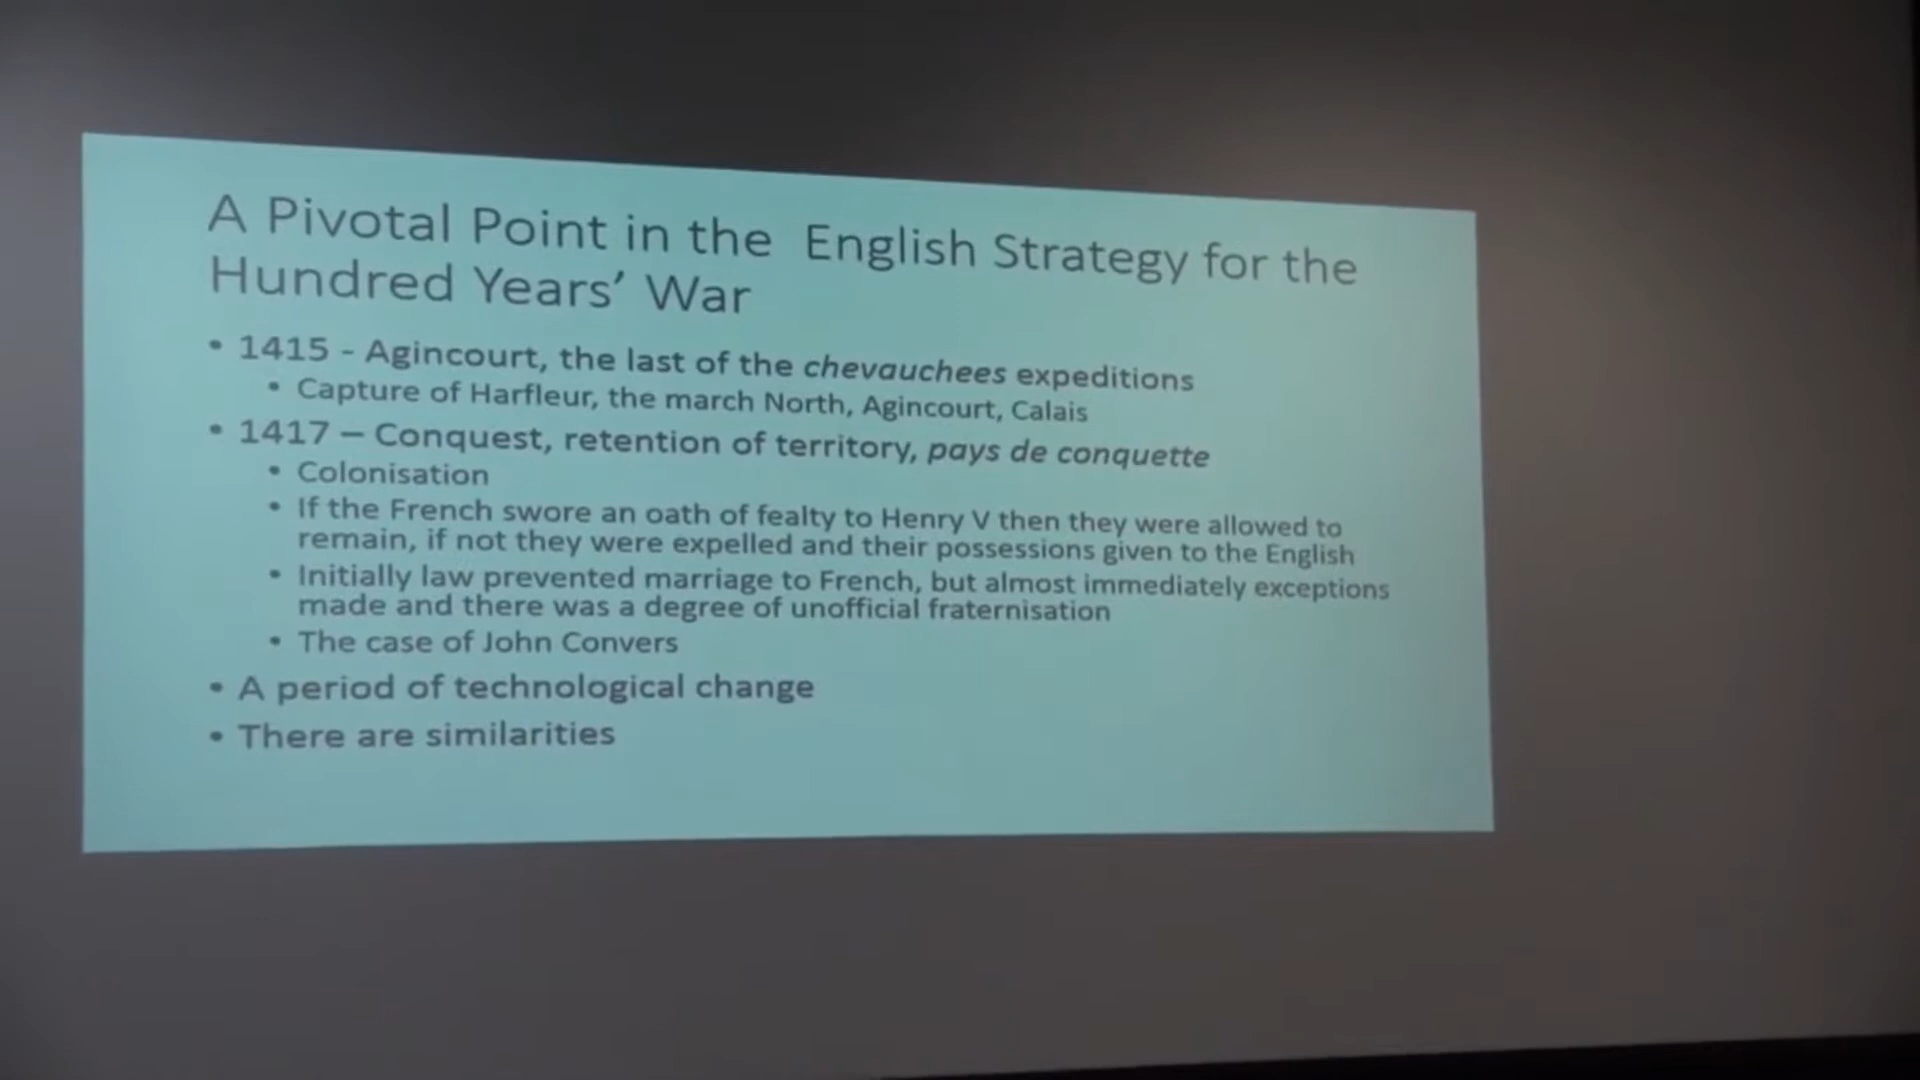 A Pivotal Point in the English Strategy for the
Hundred Years' War
• 1415 - Agincourt, the last of the chevauchees expeditions
• Capture of Harfleur, the march North, Agincourt, Calais
• 1417 – Conquest, retention of territory, pays de conquette
• Colonisation
• If the French swore an oath of fealty to Henry V then they were allowed to
remain, if not they were expelled and their possessions given to the English
• Initially law prevented marriage to French, but almost immediately exceptions
made and there was a degree of unofficial fraternisation
• The case of John Convers
• A period of technological change
• There are similarities